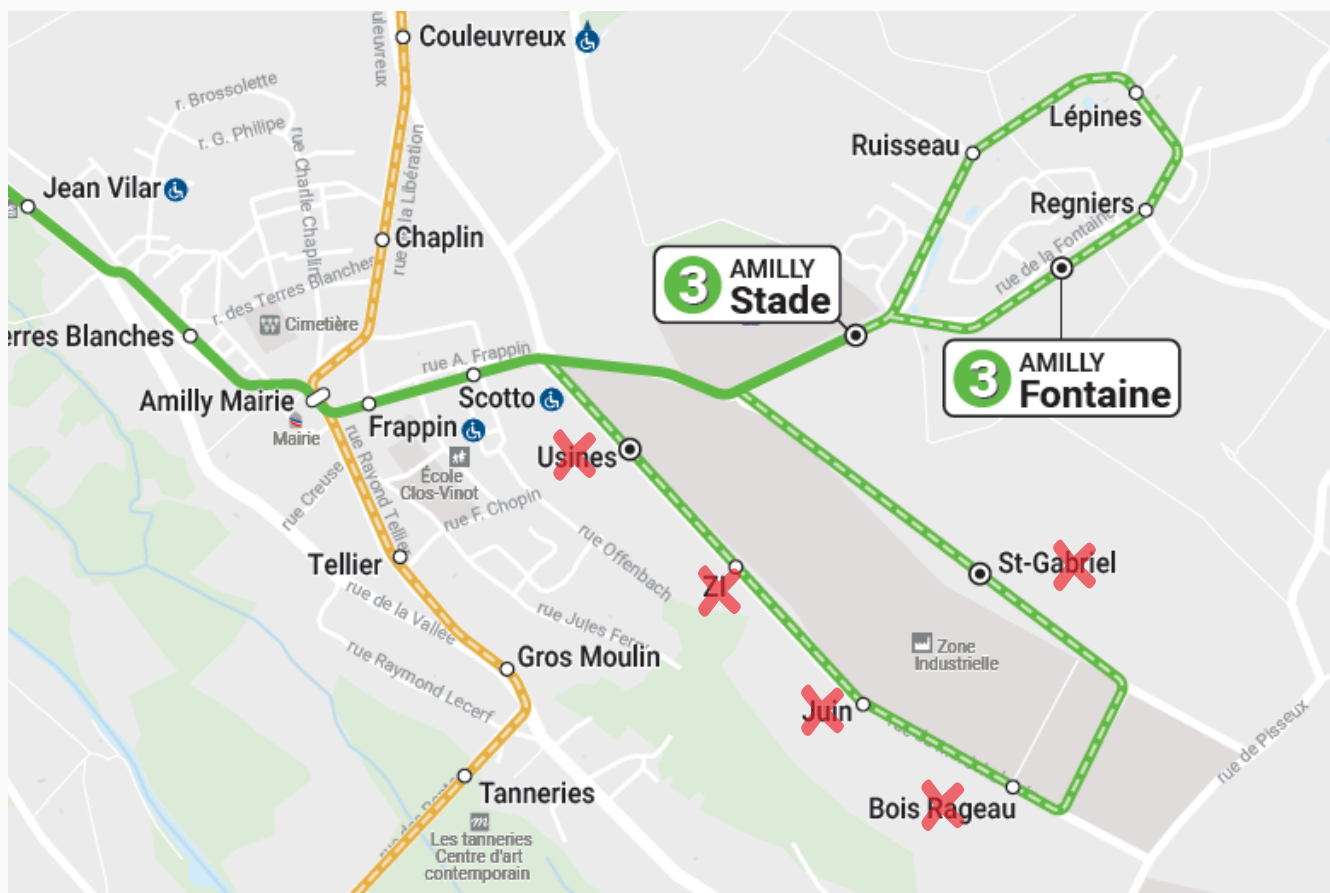 Couleuvreux
r. Brossolette
r. G. Philipe
rue Charlie Chaplin
rue la Libération
Lépines
Ruisseau
Jean Vilar
Regniers
Chaplin
rue de la Fontaine
3 AMILLY
Stade
r. des Terres Blanches
Cimetière
erres Blanches
rue A. Frappin
3 AMILLY
Fontaine
Amilly Mairie
Scotto
Mairie
Frappin
Usines
École
Clos-Vinot
rue Creuse
rue Rayond Tellier
rue F. Chopin
rue Offenbach
St-Gabriel
Tellier
ZI
rue de la Vallée
rue Jules Ferry
Zone
Industrielle
Gros Moulin
rue Raymond Lecerf
Juin
rue de Pisseux
Tanneries
Bois Rageau
Les tanneries
Centre d'art
contemporain